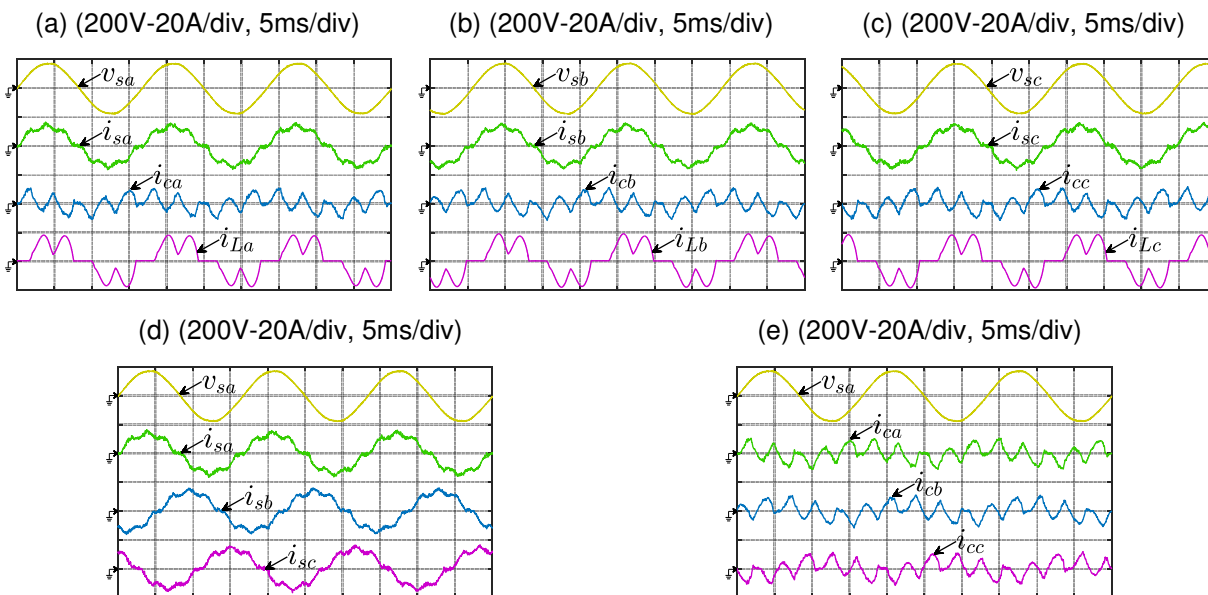 (a) (200V-20A/div, 5ms/div)
(b) (200V-20A/div, 5ms/div)
(c) (200V-20A/div, 5ms/div)
v_sa
i_sa
i_ca
i_La
v_sb
i_sb
i_cb
i_Lb
v_sc
i_sc
i_cc
i_Lc
(d) (200V-20A/div, 5ms/div)
(e) (200V-20A/div, 5ms/div)
v_sa
i_sa
i_sb
i_sc
v_sa
i_ca
i_cb
i_cc